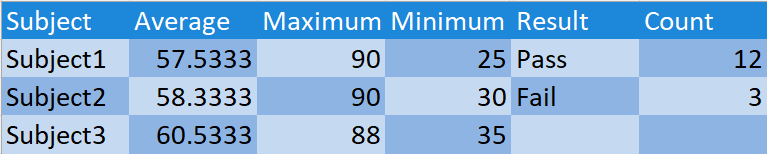 Subject Average Maximum Minimum Result Count
Subject1 57.5333 90 25 Pass 12
Subject2 58.3333 90 30 Fail 3
Subject3 60.5333 88 35